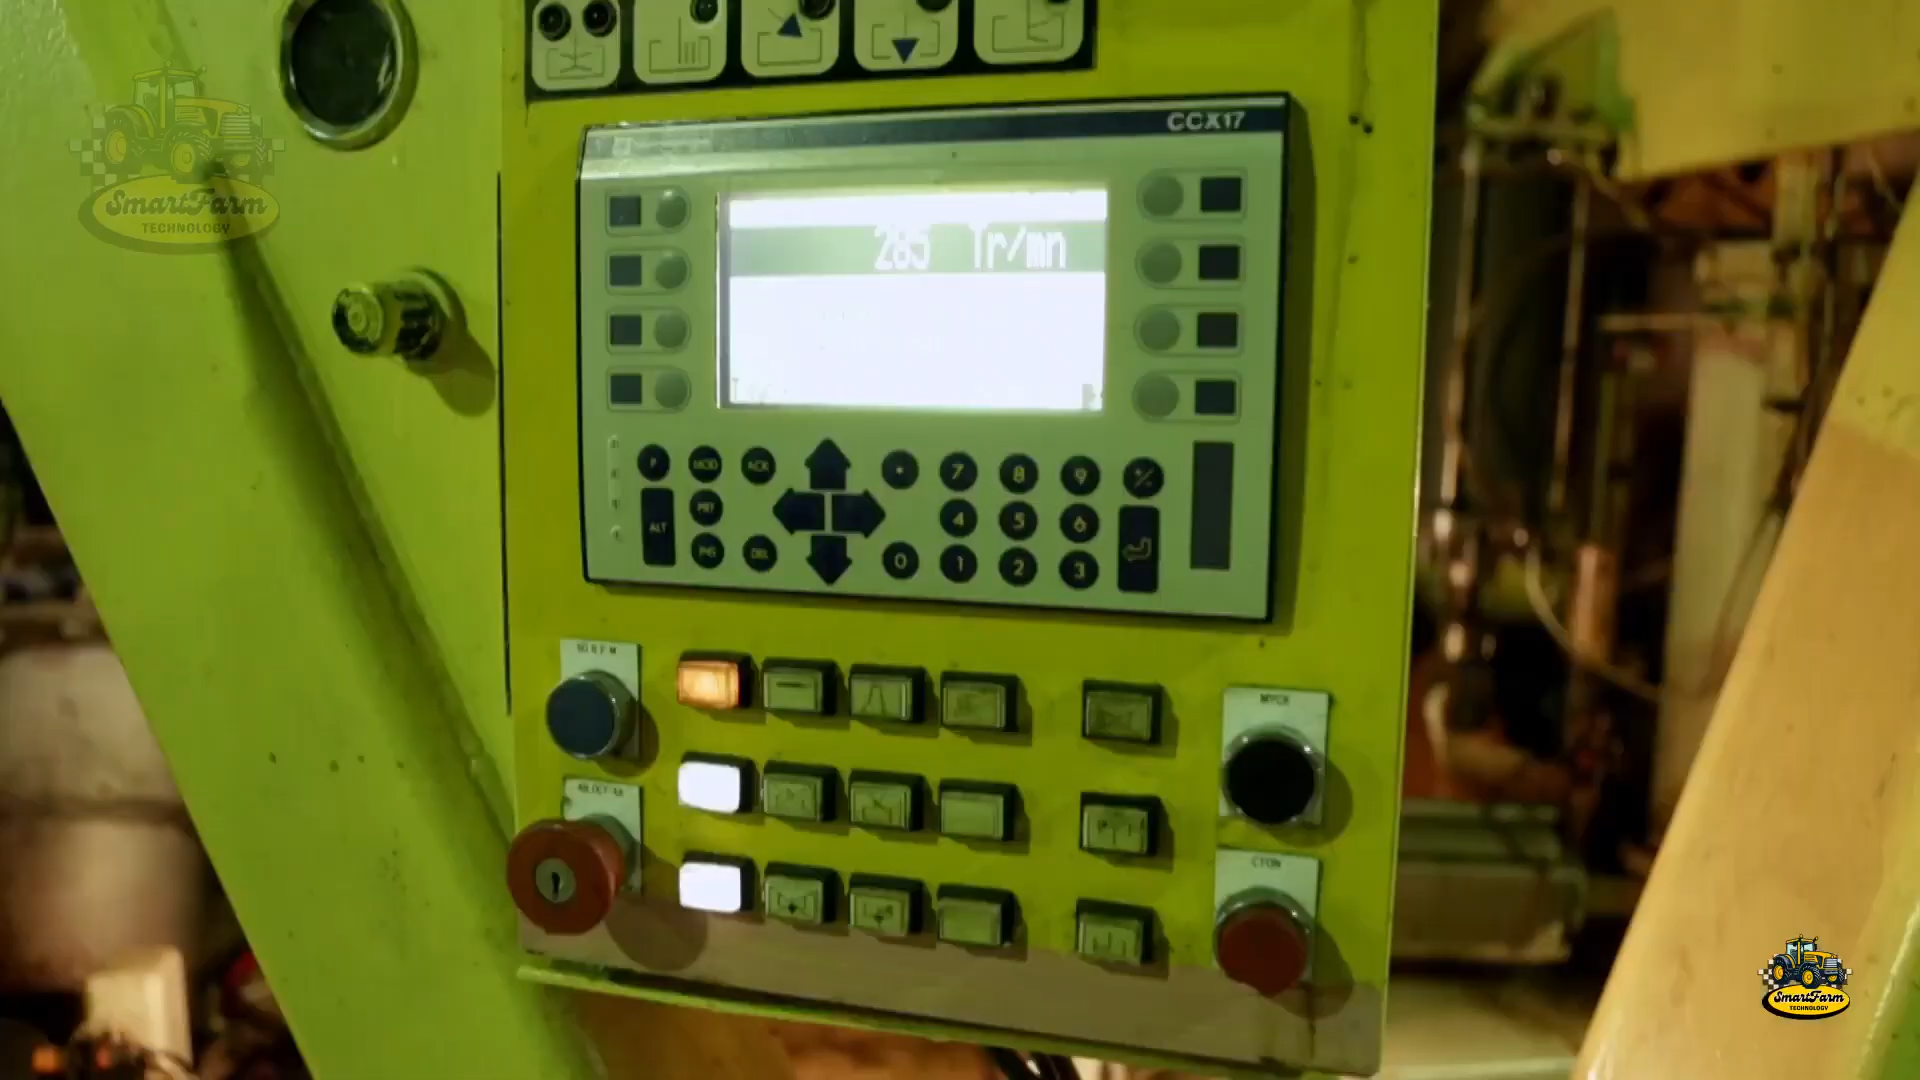 CCX17
SmartFarm
TECHNOLOGY
285 Tr/mn
P
MOD
ACK
•
7
8
9
+/-
ALT
PRT
4
5
6
PG
DEL
0
1
2
3
SmartFarm
TECHNOLOGY